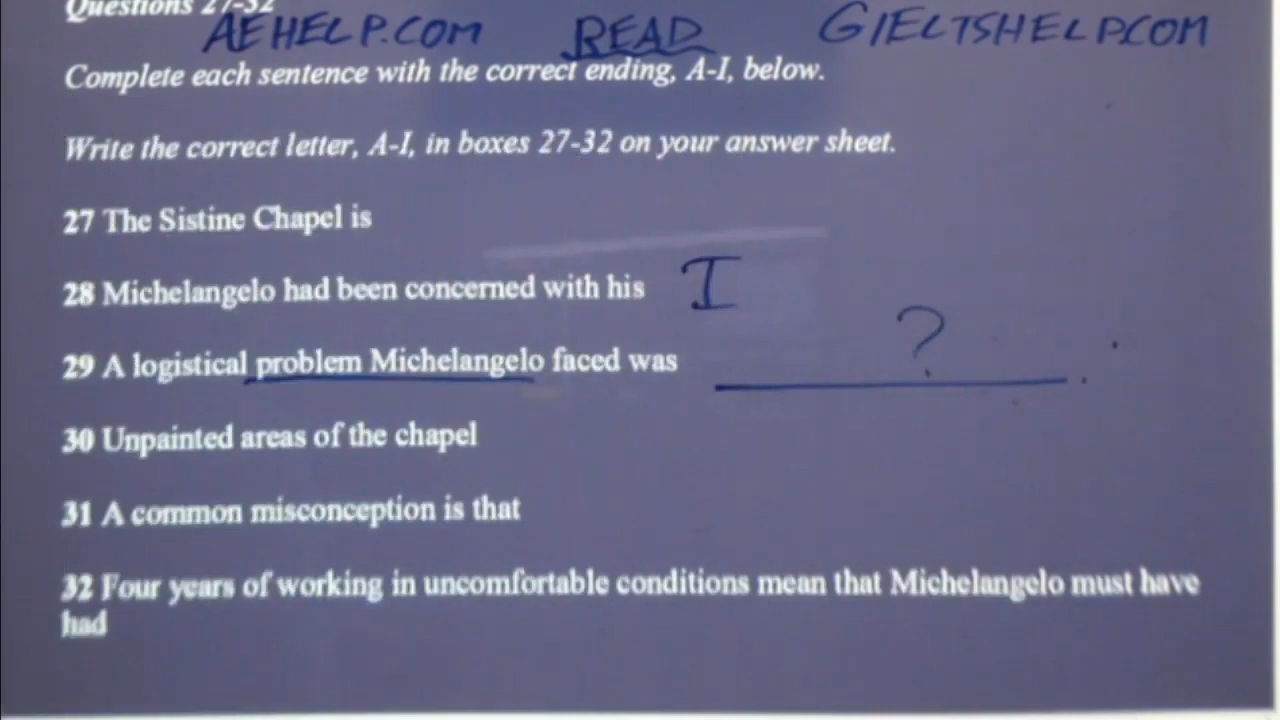 Questions 27-32
AEHELP.COM READ GIELTSHELP.COM
Complete each sentence with the correct ending, A-I, below.
Write the correct letter, A-I, in boxes 27-32 on your answer sheet.
27 The Sistine Chapel is
28 Michelangelo had been concerned with his I
29 A logistical problem Michelangelo faced was ?
30 Unpainted areas of the chapel
31 A common misconception is that
32 Four years of working in uncomfortable conditions mean that Michelangelo must have
had